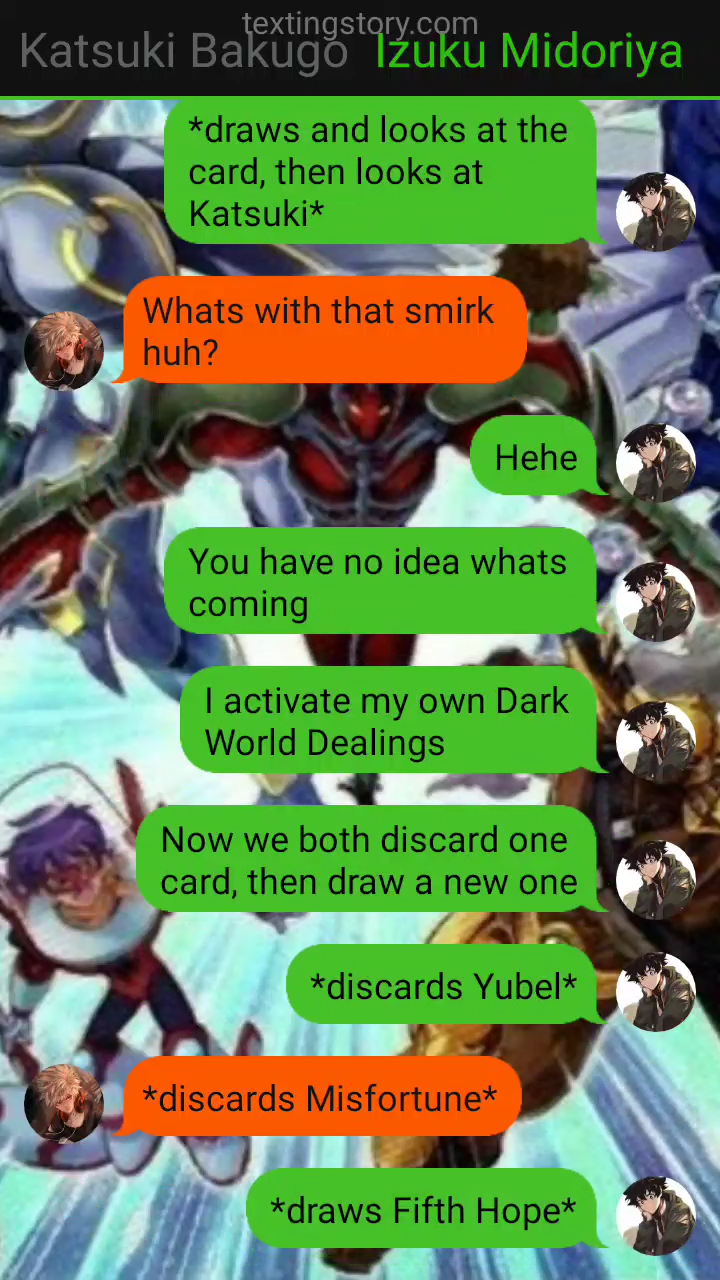 textingstory.com
Katsuki Bakugo Izuku Midoriya
*draws and looks at the
card, then looks at
Katsuki*
Whats with that smirk
huh?
Hehe
You have no idea whats
coming
I activate my own Dark
World Dealings
Now we both discard one
card, then draw a new one
*discards Yubel*
*discards Misfortune*
*draws Fifth Hope*